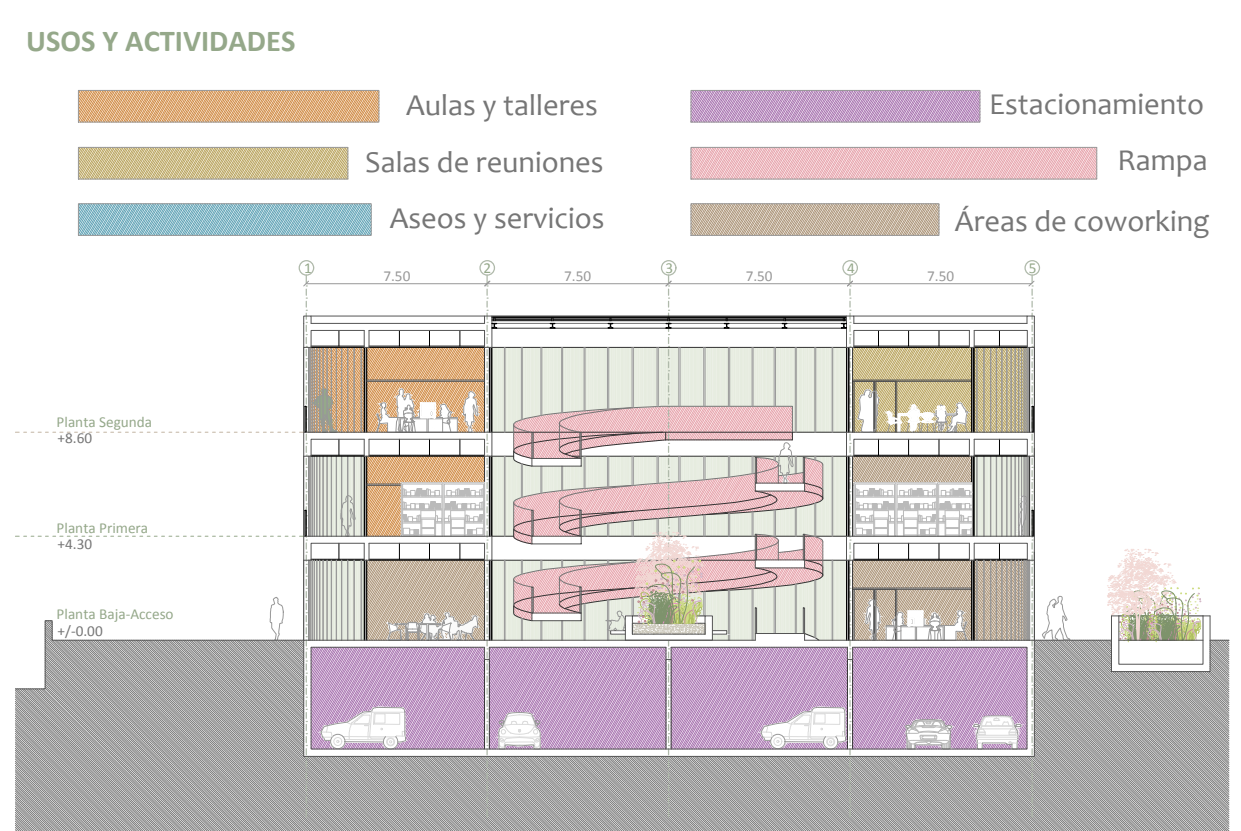 USOS Y ACTIVIDADES
Aulas y talleres
Estacionamiento
Salas de reuniones
Rampa
Aseos y servicios
Áreas de coworking
1 2 3 4 5
7.50 7.50 7.50 7.50
Planta Segunda
+8.60
Planta Primera
+4.30
Planta Baja-Acceso
+/-0.00